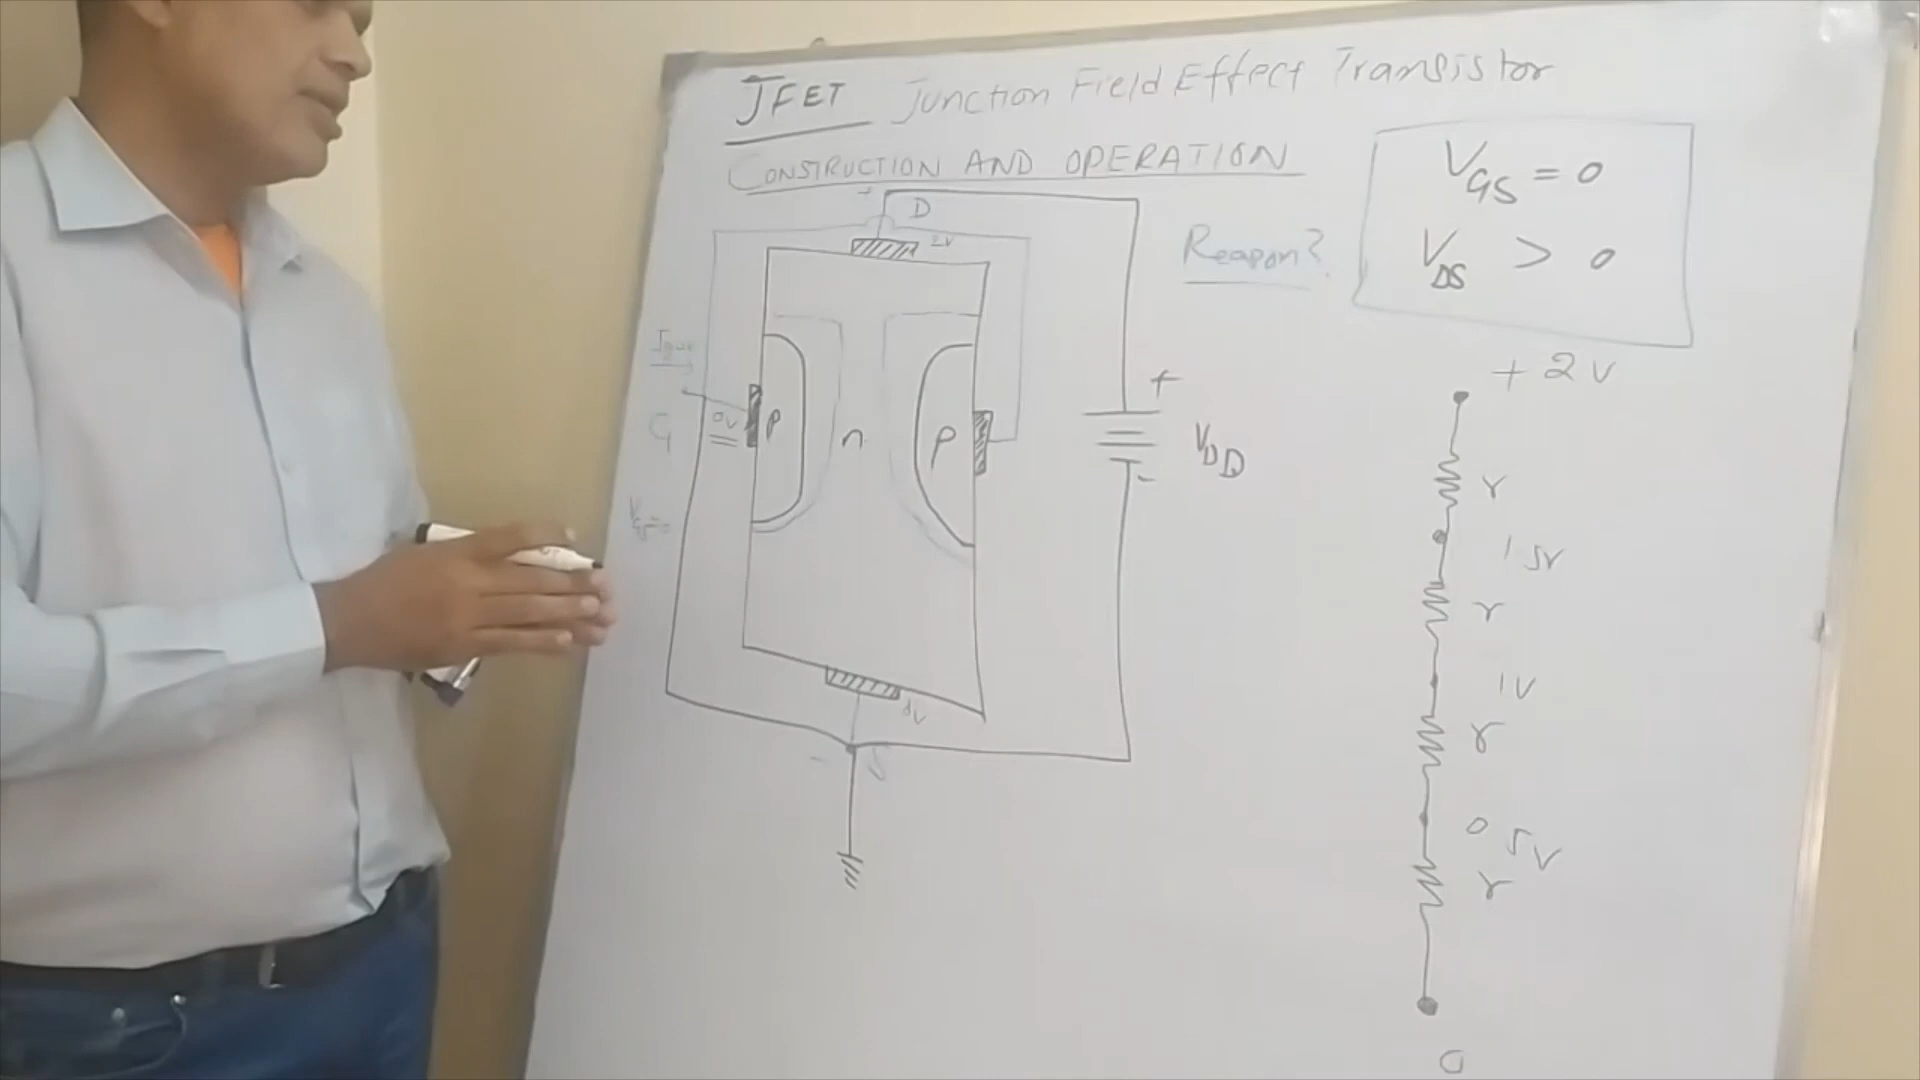 JFET Junction Field Effect Transistor
CONSTRUCTION AND OPERATION
VGS = 0
VDS > 0
Reason?
+
D
2V
G
0V
P
n
P
+
VDD
-
0V
-
S
+ 2V
r
1.5V
r
1V
r
0.5V
r
0